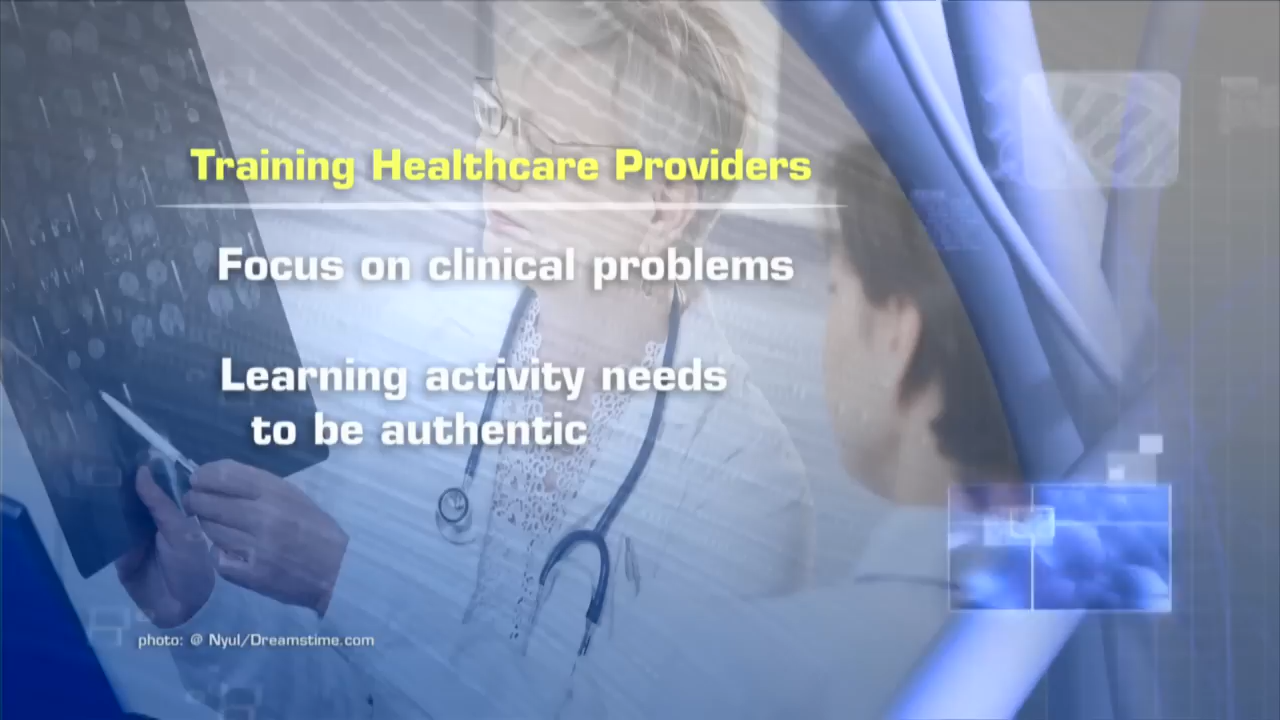 Training Healthcare Providers
Focus on clinical problems
Learning activity needs
to be authentic
photo: @ Nyul/Dreamstime.com